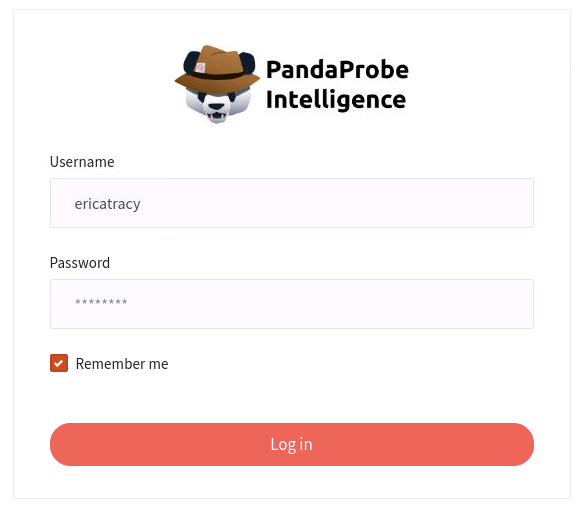 PandaProbe
Intelligence
Username
ericatracy
Password
********
Remember me
Log in